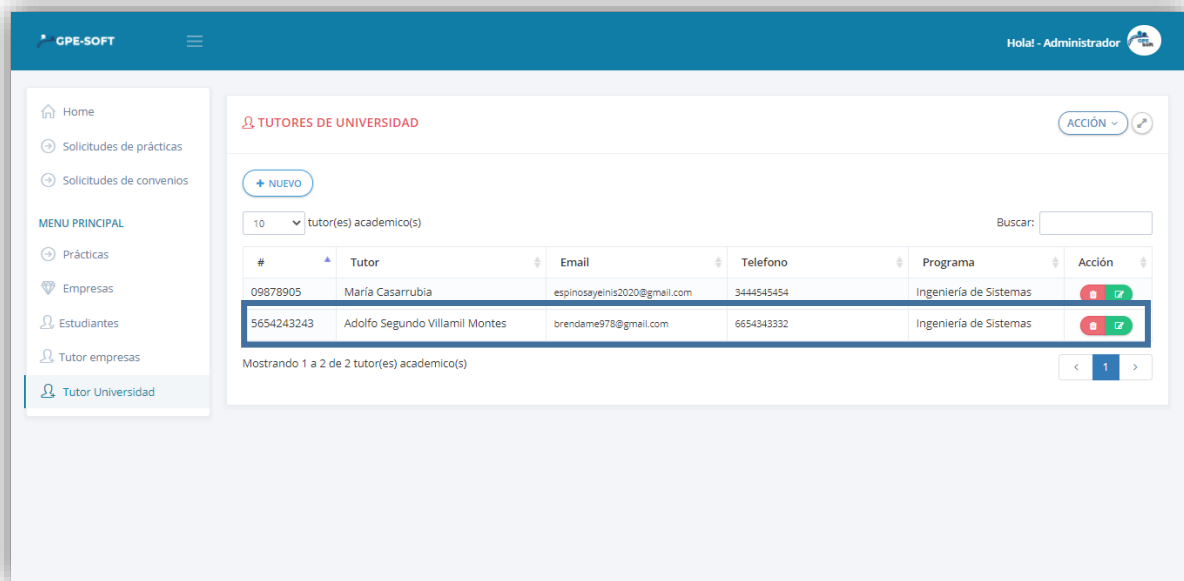 GPE-SOFT
Hola! - Administrador
Home
Solicitudes de prácticas
Solicitudes de convenios
MENU PRINCIPAL
Prácticas
Empresas
Estudiantes
Tutor empresas
Tutor Universidad
TUTORES DE UNIVERSIDAD
ACCIÓN
+ NUEVO
10 tutor(es) academico(s)
Buscar:
# Tutor Email Telefono Programa Acción
09878905 María Casarrubia espinosayeinis2020@gmail.com 3444545454 Ingeniería de Sistemas
5654243243 Adolfo Segundo Villamil Montes brendame978@gmail.com 6654343332 Ingeniería de Sistemas
Mostrando 1 a 2 de 2 tutor(es) academico(s)
< 1 >